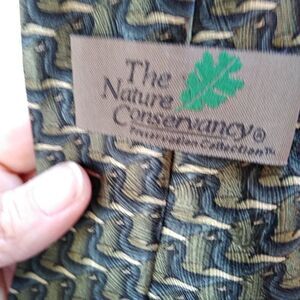 The
Nature
Conservancy®
Preservation Collection™